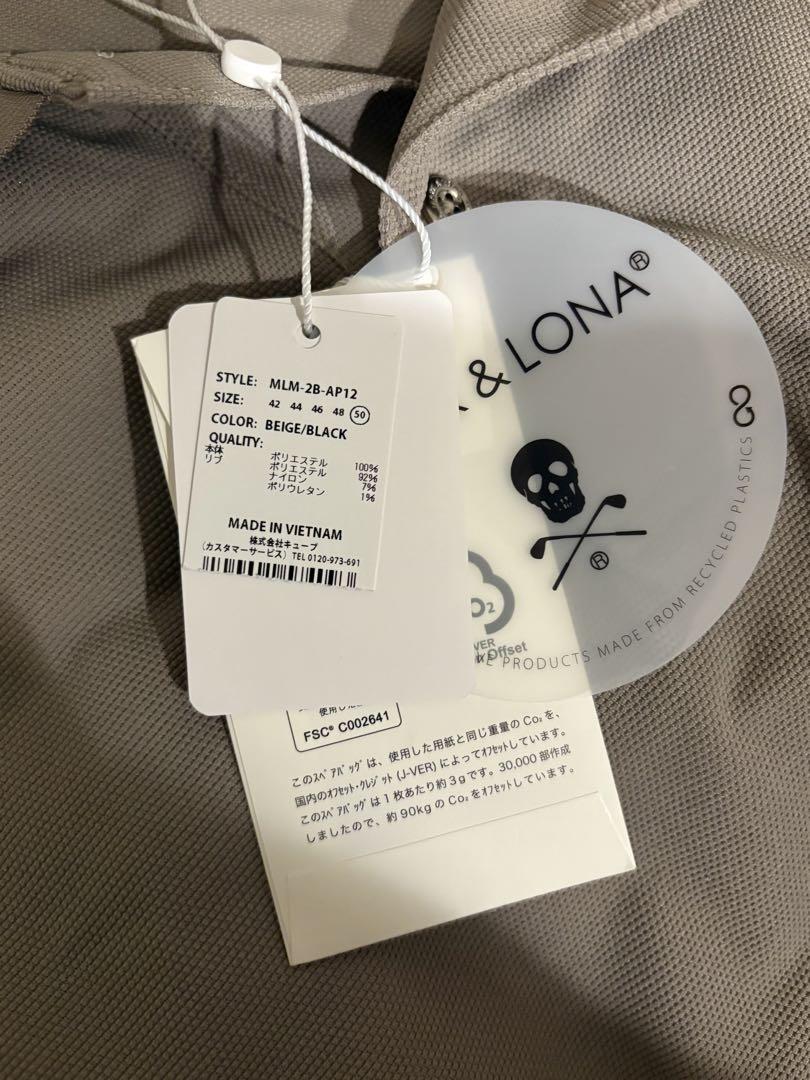 STYLE: MLM-2B-AP12
SIZE: 42 44 46 48 50
COLOR: BEIGE/BLACK
QUALITY:
本体 ポリエステル 100%
リブ ポリエステル 92%
ナイロン 7%
ポリウレタン 1%
MADE IN VIETNAM
株式会社キューブ
(カスタマーサービス) TEL 0120-973-691
& LONA®
®
PRODUCTS MADE FROM RECYCLED PLASTICS
Offset
FSC® C002641
このスペアバッグは、使用した用紙と同じ重量のCo₂を、
国内のオフセット・クレジット(J-VER)によってオフセットしています。
このスペアバッグは1枚あたり約3gです。30,000部作成
しましたので、約90kgのCo₂をオフセットしています。